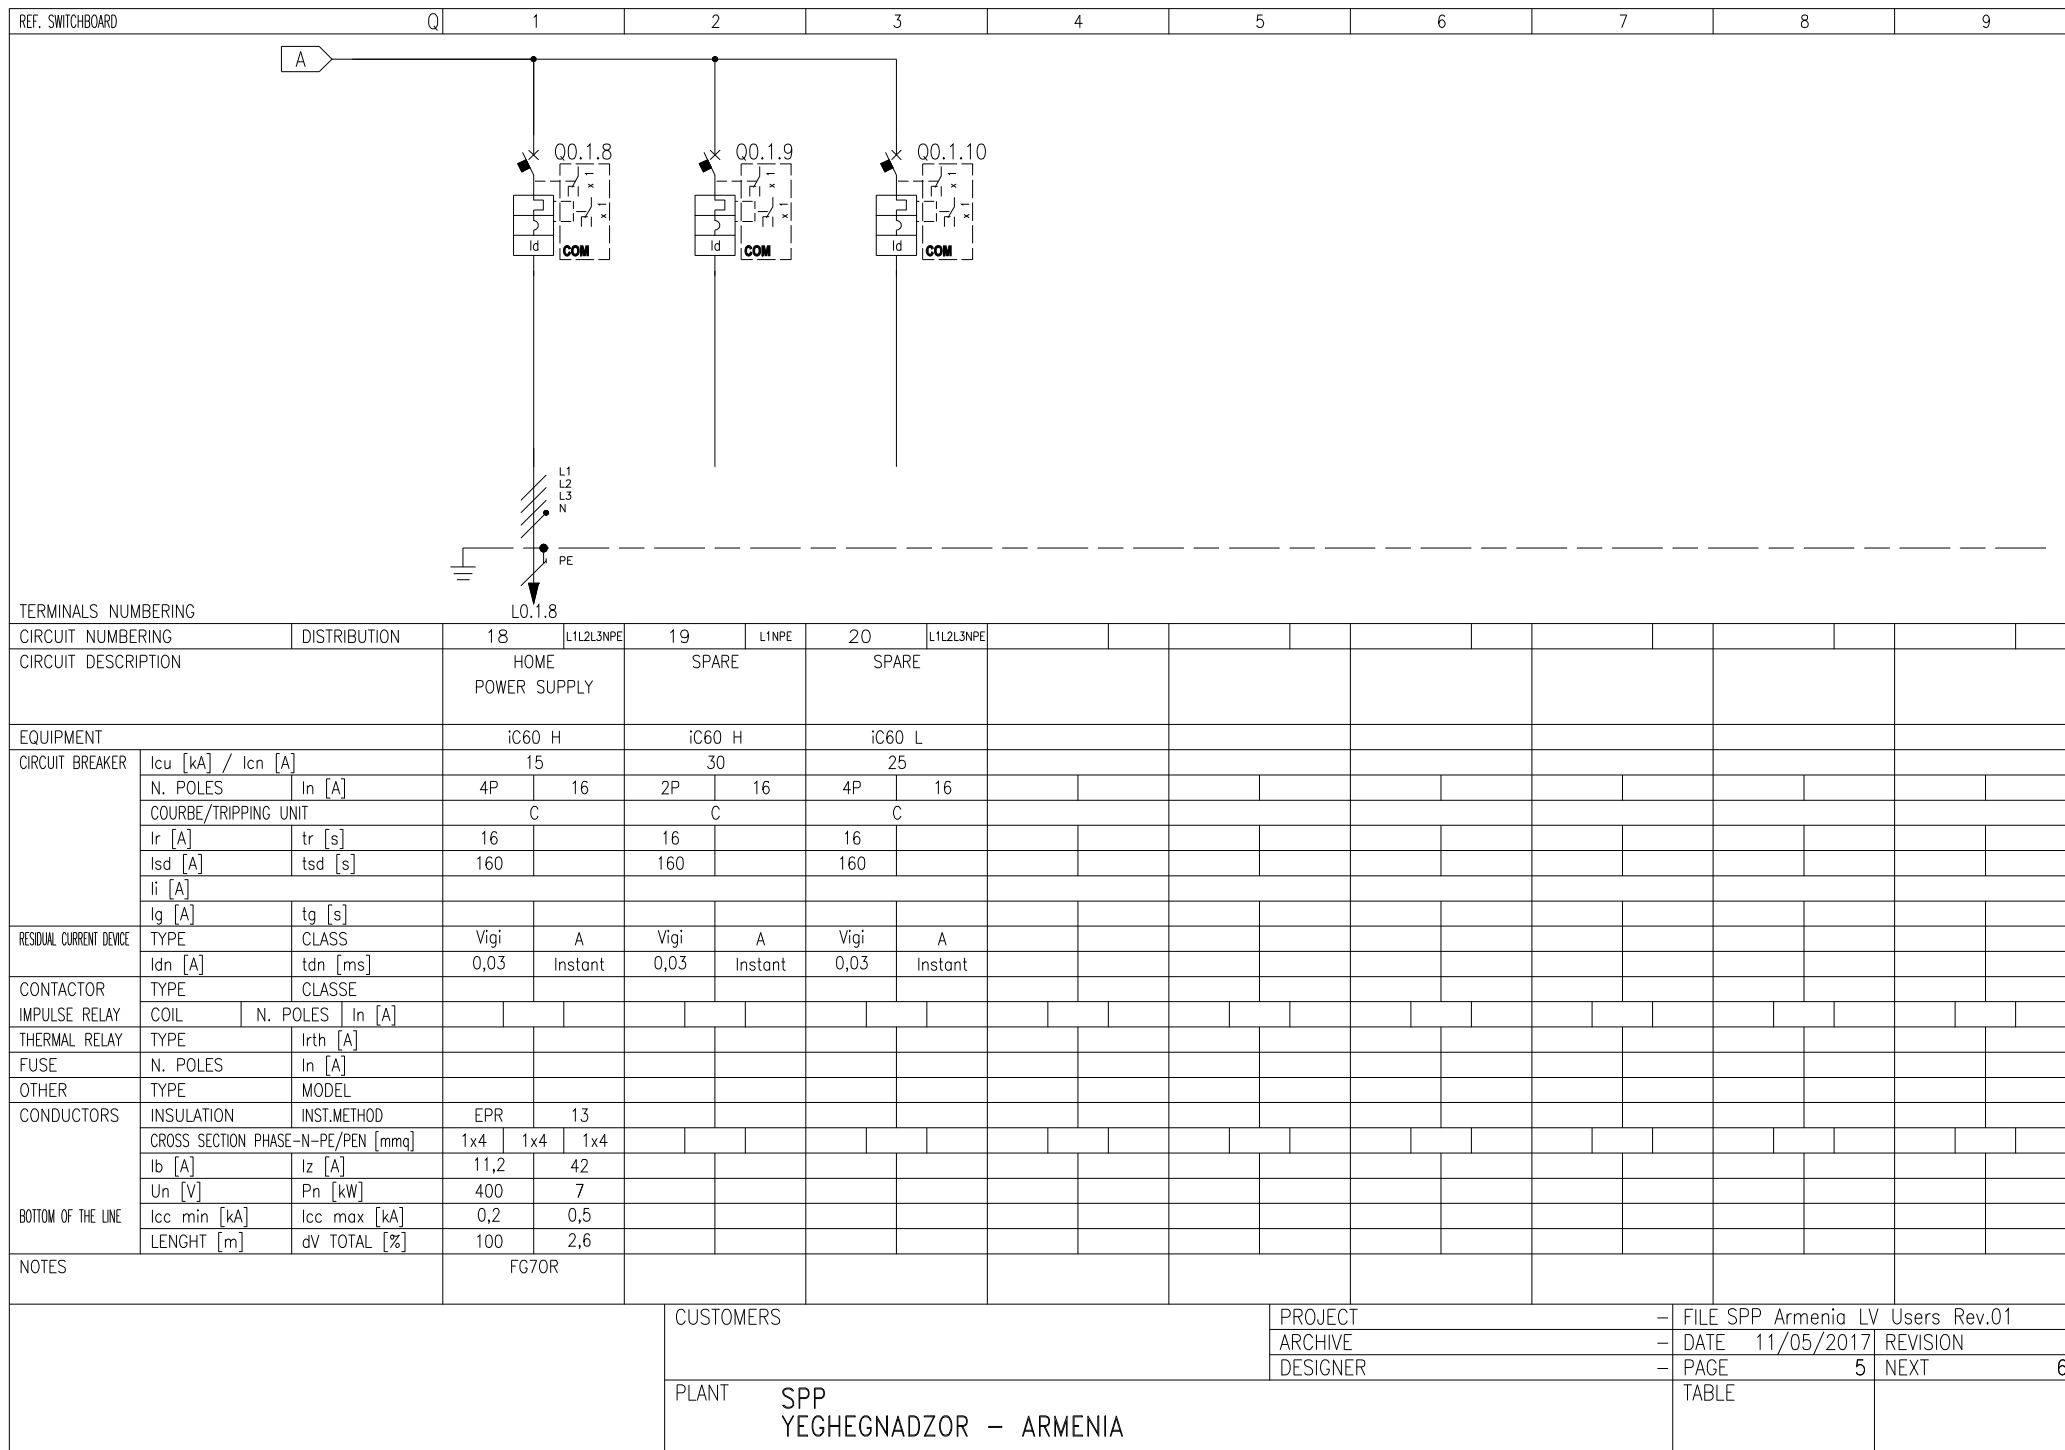 REF. SWITCHBOARD Q 1 2 3 4 5 6 7 8 9
A
Q0.1.8 Q0.1.9 Q0.1.10
x 1 x 1 x 1
x 1 x 1 x 1
Id COM Id COM Id COM
L1
L2
L3
N
PE
TERMINALS NUMBERING L0.1.8
CIRCUIT NUMBERING DISTRIBUTION 18 L1L2L3NPE 19 L1NPE 20 L1L2L3NPE
CIRCUIT DESCRIPTION HOME SPARE SPARE
POWER SUPPLY
EQUIPMENT iC60 H iC60 H iC60 L
CIRCUIT BREAKER Icu [kA] / Icn [A] 15 30 25
N. POLES In [A] 4P 16 2P 16 4P 16
COURBE/TRIPPING UNIT C C C
Ir [A] tr [s] 16 16 16
Isd [A] tsd [s] 160 160 160
Ii [A]
Ig [A] tg [s]
RESIDUAL CURRENT DEVICE TYPE CLASS Vigi A Vigi A Vigi A
Idn [A] tdn [ms] 0,03 Instant 0,03 Instant 0,03 Instant
CONTACTOR TYPE CLASSE
IMPULSE RELAY COIL N. POLES In [A]
THERMAL RELAY TYPE Irth [A]
FUSE N. POLES In [A]
OTHER TYPE MODEL
CONDUCTORS INSULATION INST.METHOD EPR 13
CROSS SECTION PHASE-N-PE/PEN [mmq] 1x4 1x4 1x4
Ib [A] Iz [A] 11,2 42
Un [V] Pn [kW] 400 7
BOTTOM OF THE LINE Icc min [kA] Icc max [kA] 0,2 0,5
LENGHT [m] dV TOTAL [%] 100 2,6
NOTES FG7OR
CUSTOMERS PROJECT - FILE SPP Armenia LV Users Rev.01
ARCHIVE - DATE 11/05/2017 REVISION
DESIGNER - PAGE 5 NEXT 6
PLANT SPP TABLE
YEGHEGNADZOR - ARMENIA